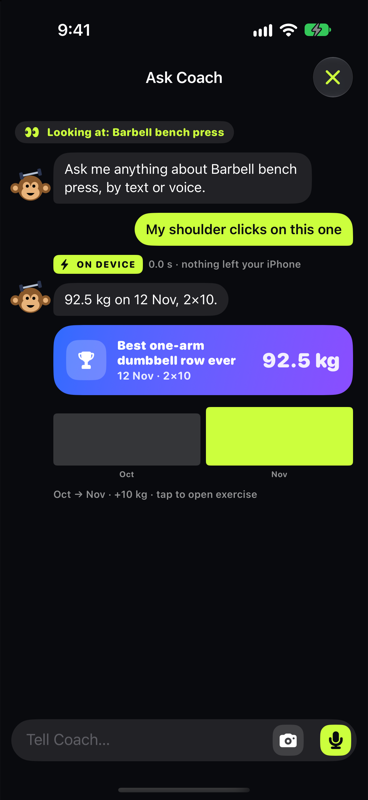 9:41
Ask Coach
👀 Looking at: Barbell bench press
Ask me anything about Barbell bench
press, by text or voice.
My shoulder clicks on this one
ON DEVICE 0.0 s · nothing left your iPhone
92.5 kg on 12 Nov, 2×10.
Best one-arm
dumbbell row ever
12 Nov · 2×10
92.5 kg
Oct Nov
Oct → Nov · +10 kg · tap to open exercise
Tell Coach...